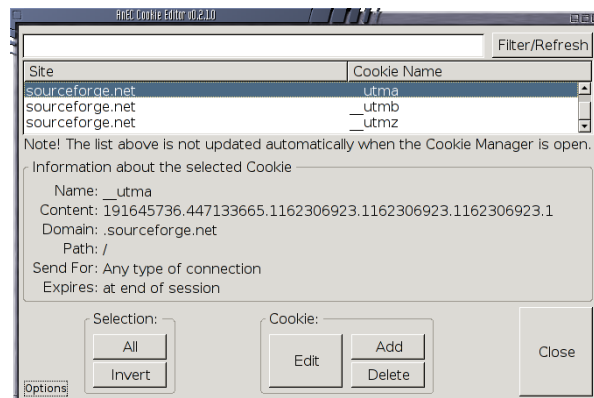 AnEC Cookie Editor v0.2.1.0
Filter/Refresh
Site Cookie Name
sourceforge.net __utma
sourceforge.net __utmb
sourceforge.net __utmz
Note! The list above is not updated automatically when the Cookie Manager is open.
Information about the selected Cookie
Name: __utma
Content: 191645736.447133665.1162306923.1162306923.1162306923.1
Domain: .sourceforge.net
Path: /
Send For: Any type of connection
Expires: at end of session
Selection: Cookie:
All Edit Add Close
Invert Delete
Options